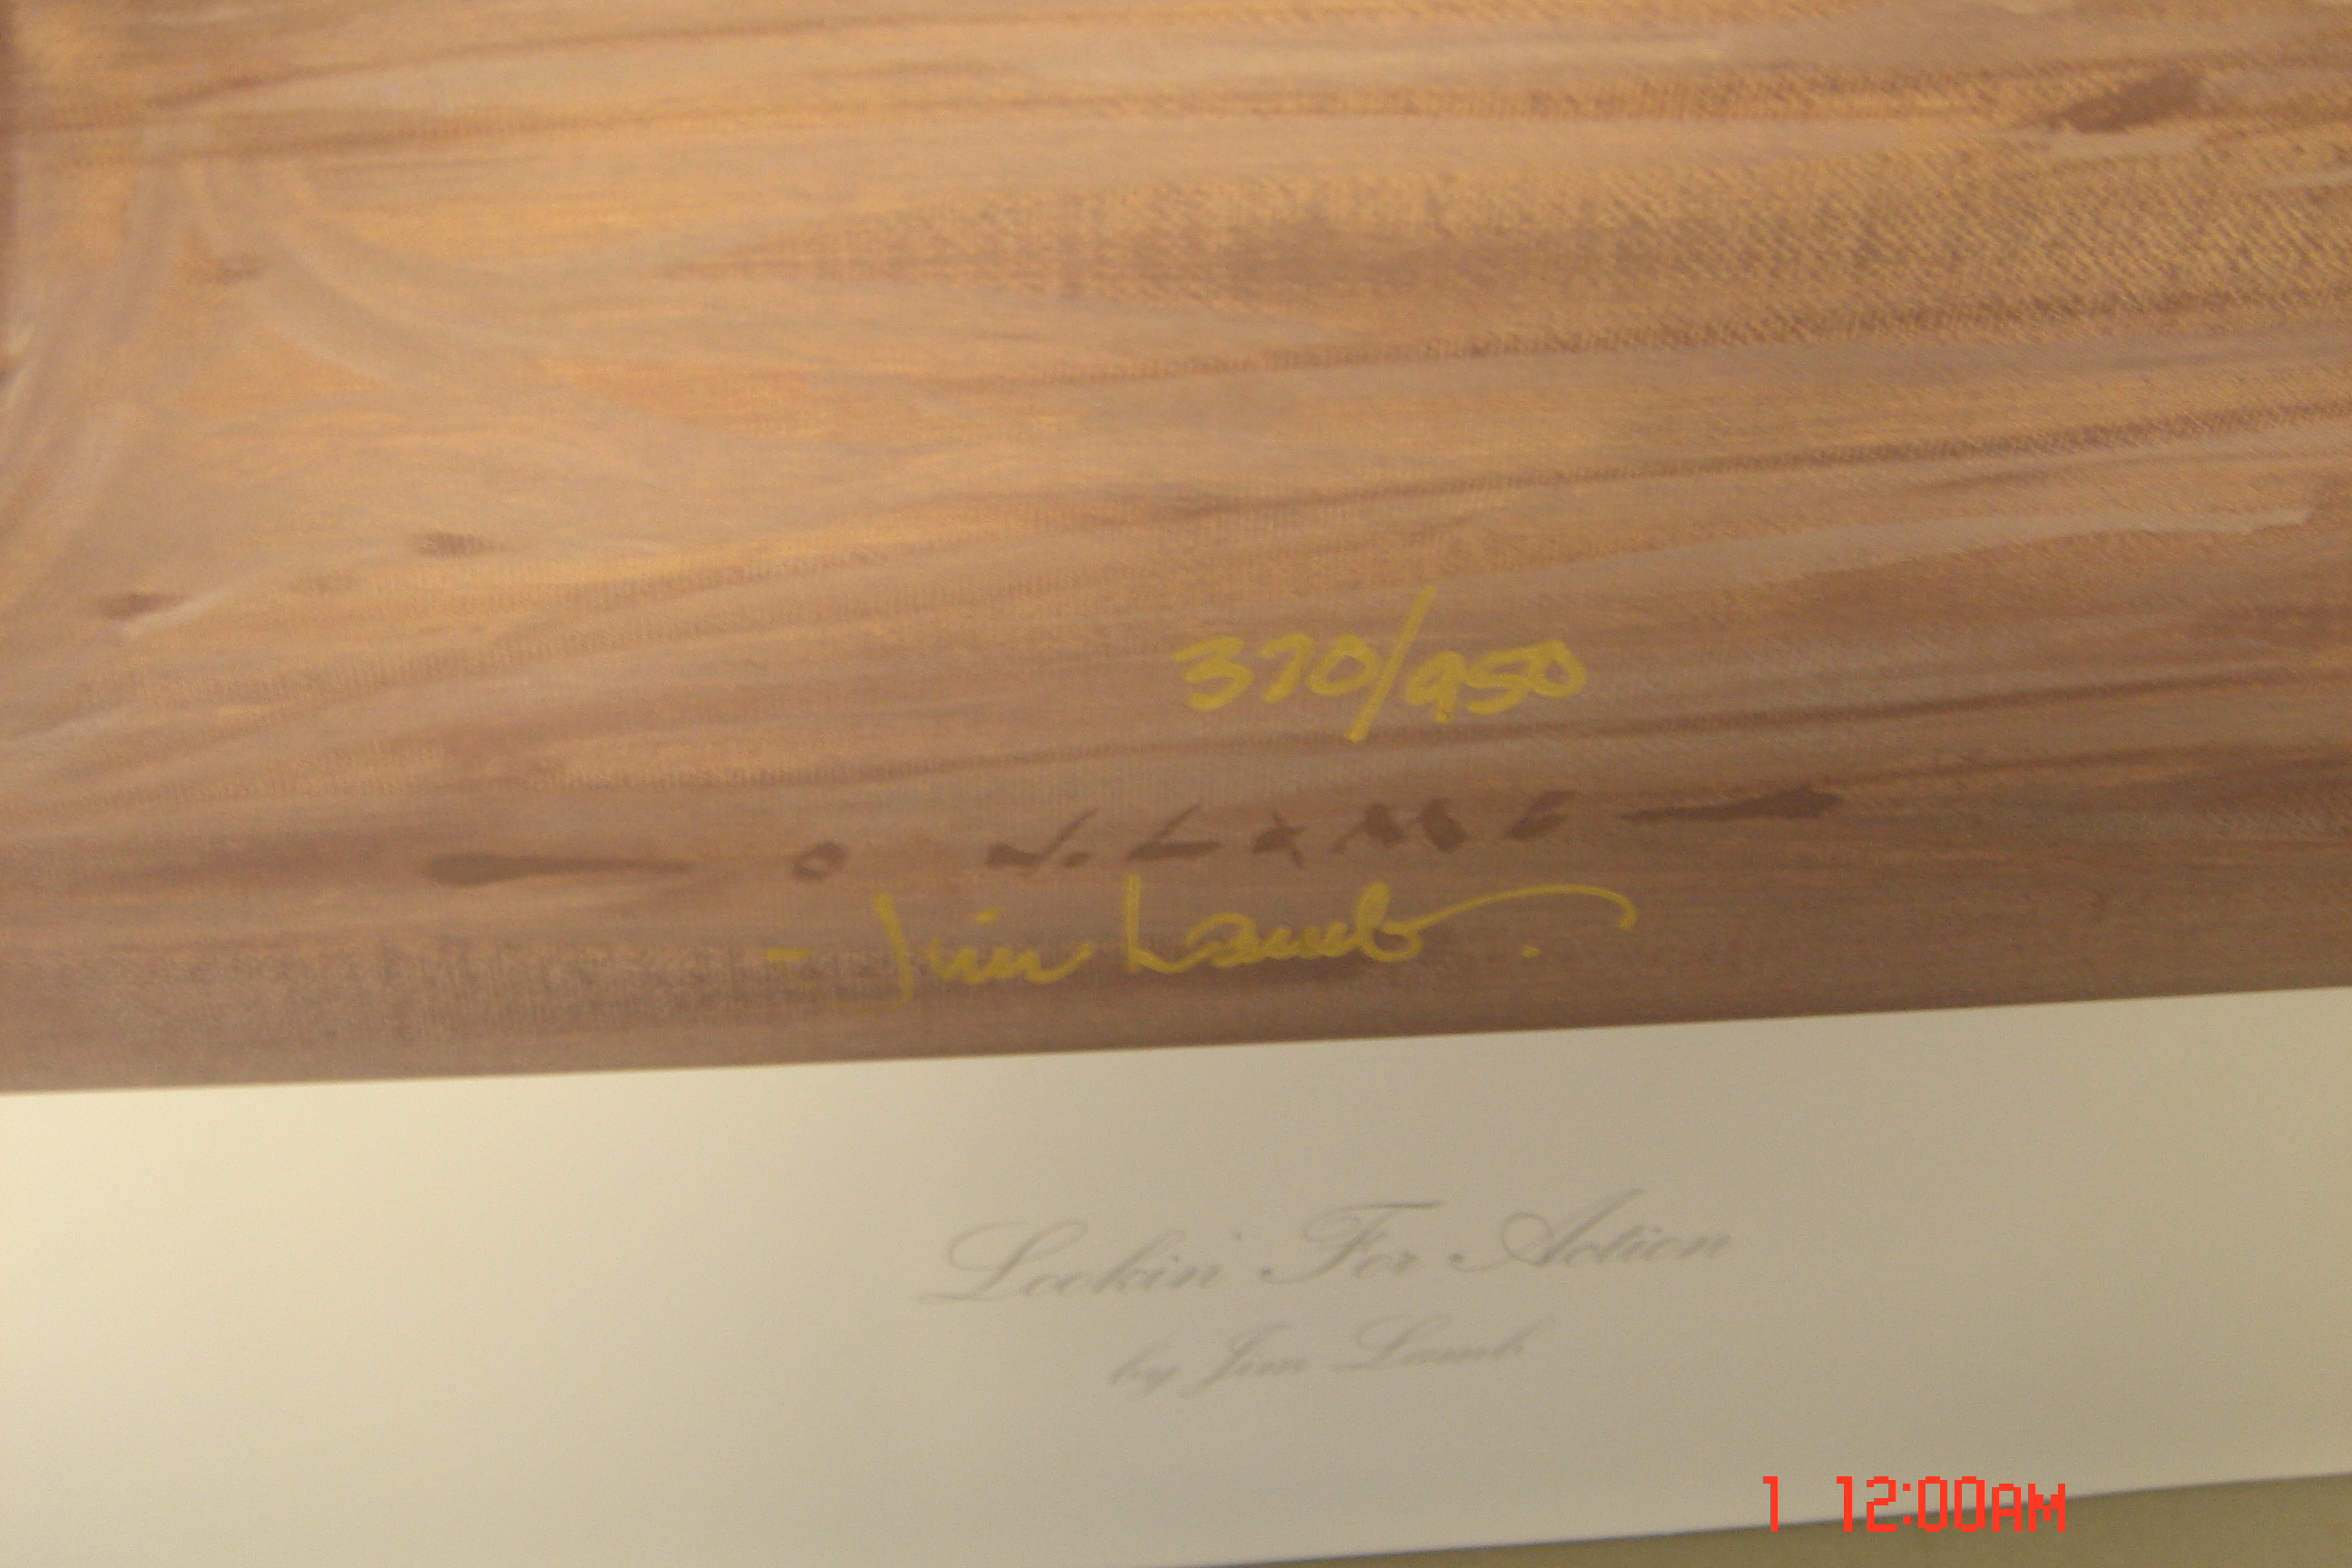 370/950
J. LAMB
- Jim Lamb.
Lookin' For Action
by Jim Lamb
1 12:00AM